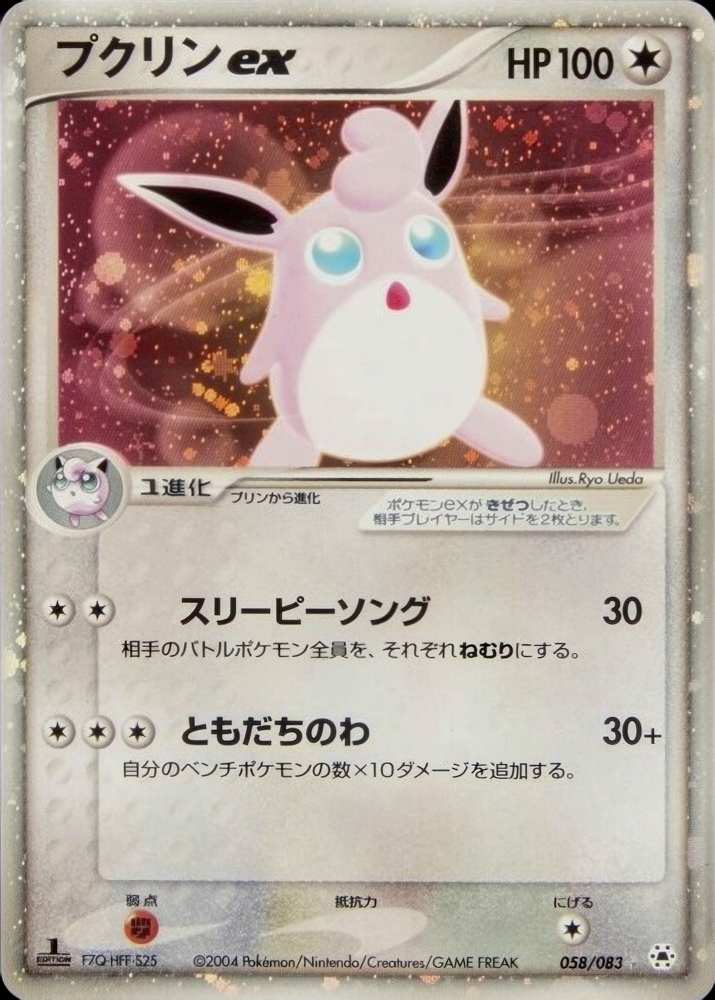 プクリンex HP100
Illus.Ryo Ueda
1進化 プリンから進化
ポケモンexがきぜつしたとき、
相手プレイヤーはサイドを2枚とります。
スリーピーソング 30
相手のバトルポケモン全員を、それぞれねむりにする。
ともだちのわ 30+
自分のベンチポケモンの数×10ダメージを追加する。
弱点 抵抗力 にげる
1 EDITION F7Q-HFF-S25 ©2004 Pokémon/Nintendo/Creatures/GAME FREAK 058/083